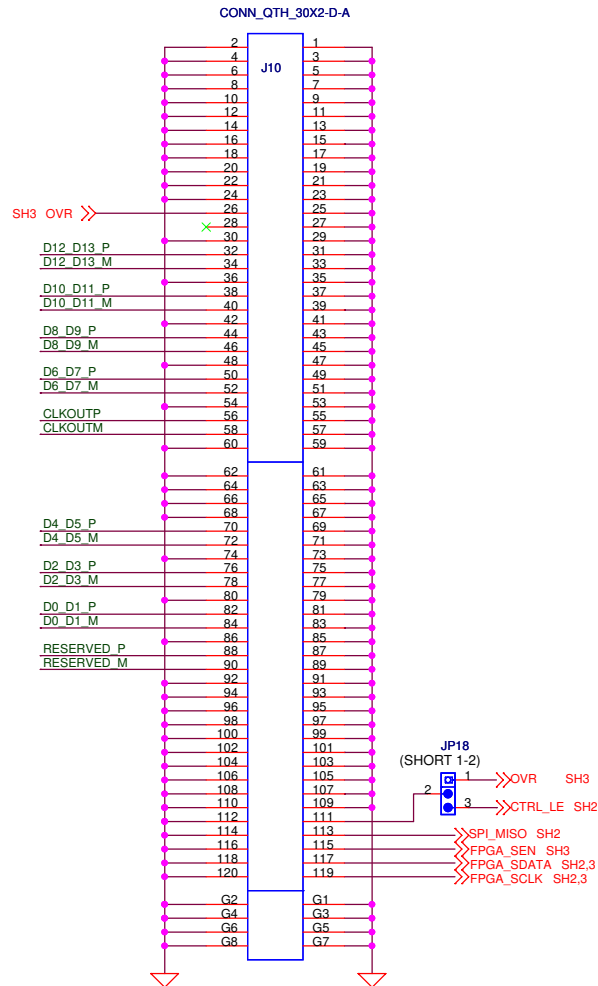 CONN_QTH_30X2-D-A
J10
2 1
4 3
6 5
8 7
10 9
12 11
14 13
16 15
18 17
20 19
22 21
24 23
SH3 OVR 26 25
28 27
30 29
D12_D13_P 32 31
D12_D13_M 34 33
36 35
D10_D11_P 38 37
D10_D11_M 40 39
42 41
D8_D9_P 44 43
D8_D9_M 46 45
48 47
D6_D7_P 50 49
D6_D7_M 52 51
54 53
CLKOUTP 56 55
CLKOUTM 58 57
60 59
62 61
64 63
66 65
68 67
D4_D5_P 70 69
D4_D5_M 72 71
74 73
D2_D3_P 76 75
D2_D3_M 78 77
80 79
D0_D1_P 82 81
D0_D1_M 84 83
86 85
RESERVED_P 88 87
RESERVED_M 90 89
92 91
94 93
96 95
98 97
100 99
102 101
104 103
106 105
108 107
110 109
112 111
114 113 SPI_MISO SH2
116 115 FPGA_SEN SH3
118 117 FPGA_SDATA SH2,3
120 119 FPGA_SCLK SH2,3
G2 G1
G4 G3
G6 G5
G8 G7
JP18
(SHORT 1-2)
1 OVR SH3
2
3 CTRL_LE SH2